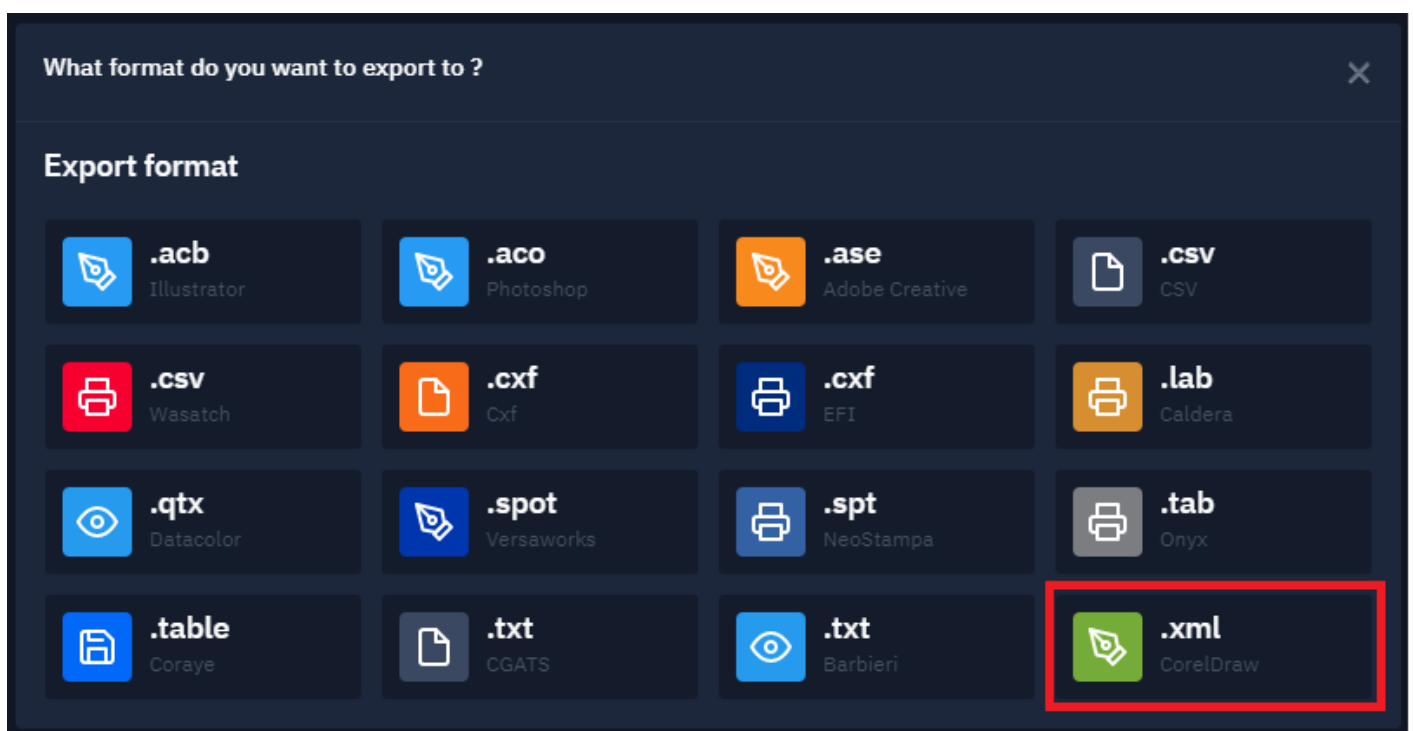 What format do you want to export to ?
Export format
.acb
Illustrator
.aco
Photoshop
.ase
Adobe Creative
.csv
CSV
.csv
Wasatch
.cxf
Cxf
.cxf
EFI
.lab
Caldera
.qtx
Datacolor
.spot
Versaworks
.spt
NeoStampa
.tab
Onyx
.table
Coraye
.txt
CGATS
.txt
Barbieri
.xml
CorelDraw